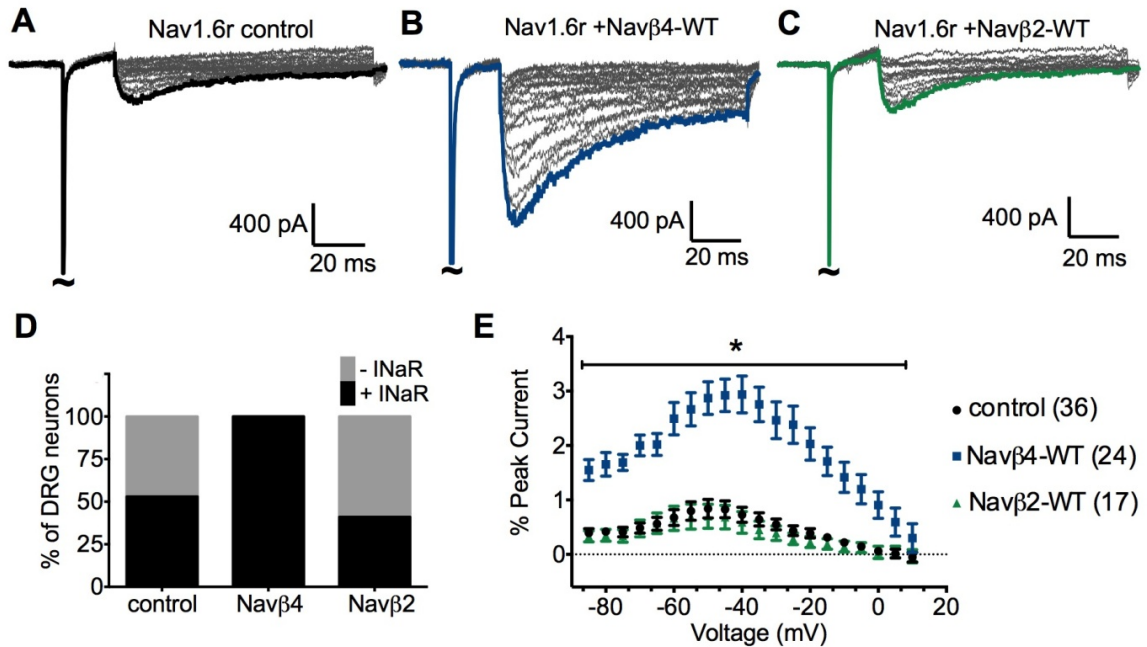 A
Nav1.6r control
400 pA
20 ms
~
B
Nav1.6r +Navβ4-WT
400 pA
20 ms
~
C
Nav1.6r +Navβ2-WT
400 pA
20 ms
~
D
- INaR
+ INaR
% of DRG neurons
100
75
50
25
0
control
Navβ4
Navβ2
E
*
% Peak Current
4
3
2
1
0
-80
-60
-40
-20
0
20
Voltage (mV)
control (36)
Navβ4-WT (24)
Navβ2-WT (17)